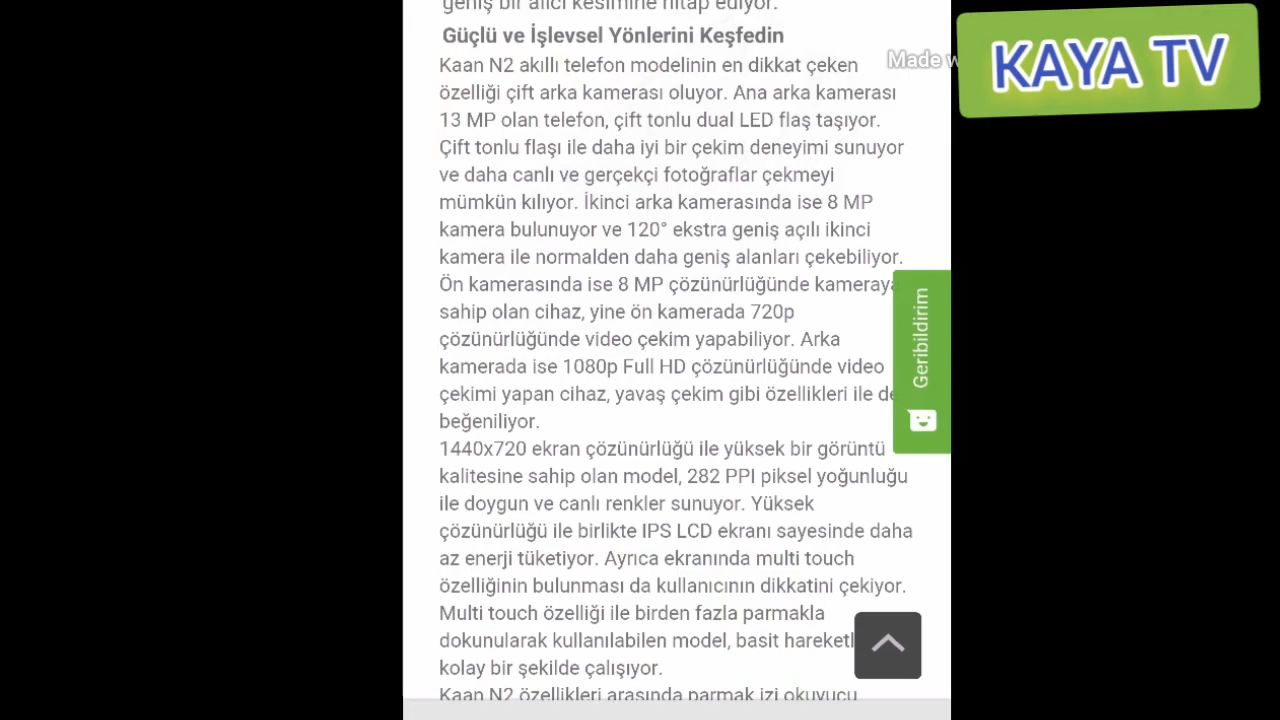 geniş bir alıcı kesimine hitap ediyor.
Güçlü ve İşlevsel Yönlerini Keşfedin
Kaan N2 akıllı telefon modelinin en dikkat çeken
özelliği çift arka kamerası oluyor. Ana arka kamerası
13 MP olan telefon, çift tonlu dual LED flaş taşıyor.
Çift tonlu flaşı ile daha iyi bir çekim deneyimi sunuyor
ve daha canlı ve gerçekçi fotoğraflar çekmeyi
mümkün kılıyor. İkinci arka kamerasında ise 8 MP
kamera bulunuyor ve 120° ekstra geniş açılı ikinci
kamera ile normalden daha geniş alanları çekebiliyor.
Ön kamerasında ise 8 MP çözünürlüğünde kameraya
sahip olan cihaz, yine ön kamerada 720p
çözünürlüğünde video çekim yapabiliyor. Arka
kamerada ise 1080p Full HD çözünürlüğünde video
çekimi yapan cihaz, yavaş çekim gibi özellikleri ile de
beğeniliyor.
1440x720 ekran çözünürlüğü ile yüksek bir görüntü
kalitesine sahip olan model, 282 PPI piksel yoğunluğu
ile doygun ve canlı renkler sunuyor. Yüksek
çözünürlüğü ile birlikte IPS LCD ekranı sayesinde daha
az enerji tüketiyor. Ayrıca ekranında multi touch
özelliğinin bulunması da kullanıcının dikkatini çekiyor.
Multi touch özelliği ile birden fazla parmakla
dokunularak kullanılabilen model, basit hareketl
kolay bir şekilde çalışıyor.
Kaan N2 özellikleri arasında parmak izi okuyucu
Made w
KAYA TV
Geribildirim